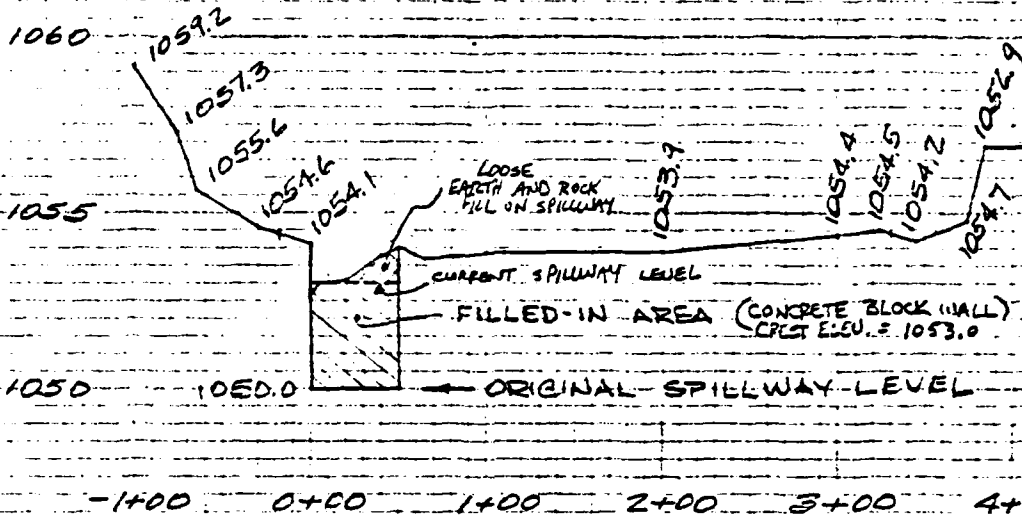 1060
1059.2
1057.3
1055.6
1054.6
1054.1
LOOSE
EARTH AND ROCK
FILL ON SPILLWAY
1053.9
1054.4
1054.5
1054.2
1054.7
1056.9
1055
CURRENT SPILLWAY LEVEL
FILLED-IN AREA (CONCRETE BLOCK WALL)
CREST ELEV. = 1053.0
1050
1050.0
ORIGINAL SPILLWAY LEVEL
-1+00 0+00 1+00 2+00 3+00 4+